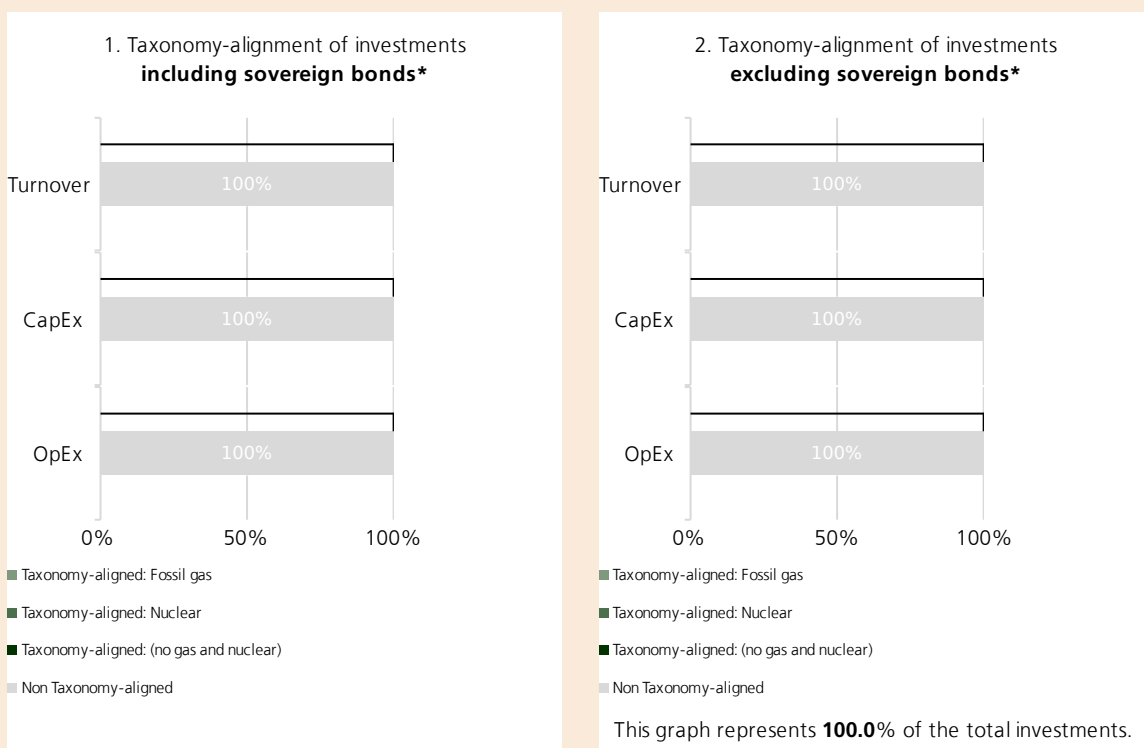 1. Taxonomy-alignment of investments
including sovereign bonds*
Turnover
100%
CapEx
100%
OpEx
100%
0% 50% 100%
Taxonomy-aligned: Fossil gas
Taxonomy-aligned: Nuclear
Taxonomy-aligned: (no gas and nuclear)
Non Taxonomy-aligned
2. Taxonomy-alignment of investments
excluding sovereign bonds*
Turnover
100%
CapEx
100%
OpEx
100%
0% 50% 100%
Taxonomy-aligned: Fossil gas
Taxonomy-aligned: Nuclear
Taxonomy-aligned: (no gas and nuclear)
Non Taxonomy-aligned
This graph represents 100.0% of the total investments.